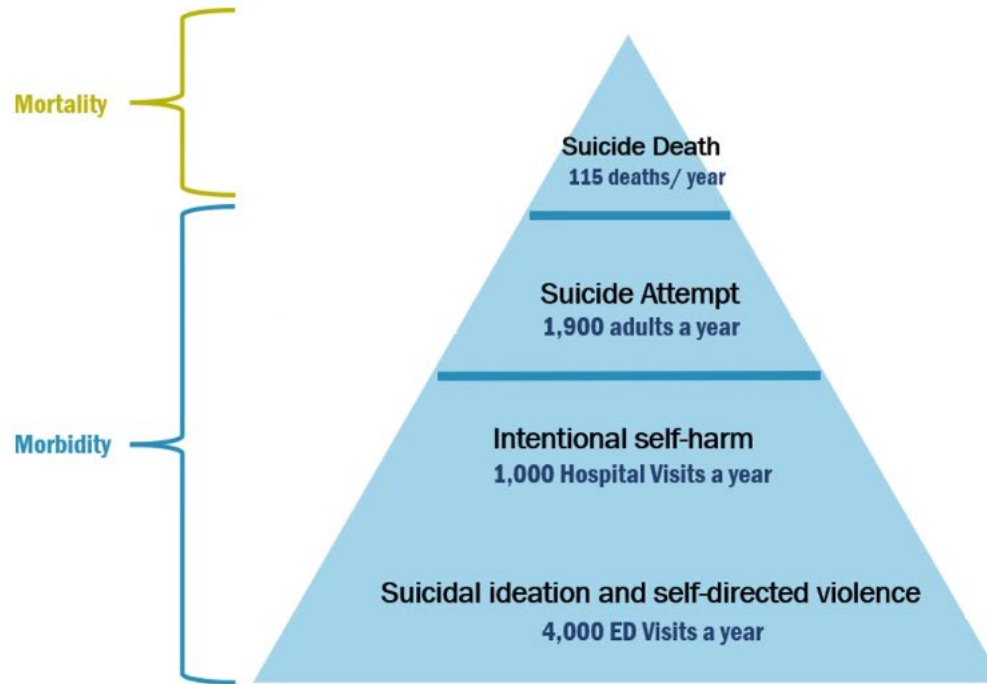 Mortality
Suicide Death
115 deaths/ year
Suicide Attempt
1,900 adults a year
Morbidity
Intentional self-harm
1,000 Hospital Visits a year
Suicidal ideation and self-directed violence
4,000 ED Visits a year